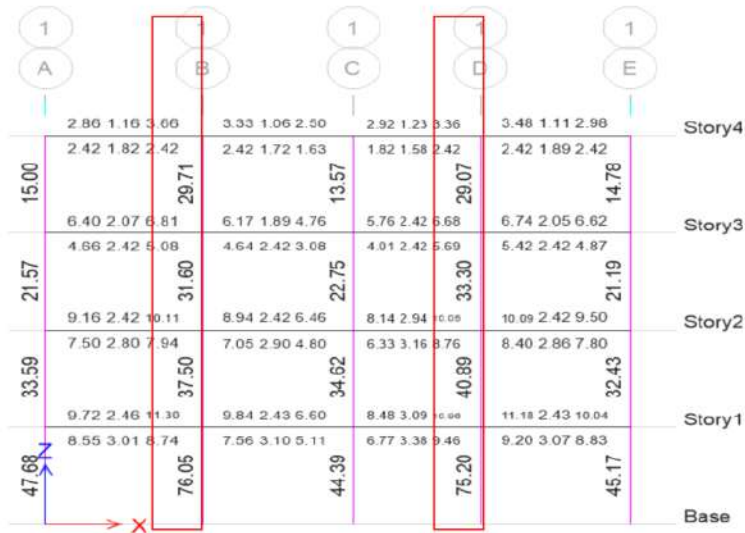 1 1 1 1 1
A B C D E
2.86 1.16 3.66 3.33 1.06 2.50 2.92 1.23 3.36 3.48 1.11 2.98 Story4
2.42 1.82 2.42 2.42 1.72 1.63 1.82 1.58 2.42 2.42 1.89 2.42
15.00 29.71 13.57 29.07 14.78
6.40 2.07 6.81 6.17 1.89 4.76 5.76 2.42 6.68 6.74 2.05 6.62 Story3
4.66 2.42 5.08 4.64 2.42 3.08 4.01 2.42 5.69 5.42 2.42 4.87
21.57 31.60 22.75 33.30 21.19
9.16 2.42 10.11 8.94 2.42 6.46 8.14 2.94 10.09 2.42 9.50 Story2
7.50 2.80 7.94 7.05 2.90 4.80 6.33 3.16 8.76 8.40 2.86 7.80
33.59 37.50 34.62 40.89 32.43
9.72 2.46 11.30 9.84 2.43 6.60 8.48 3.09 11.18 2.43 10.04 Story1
8.55 3.01 8.74 7.56 3.10 5.11 6.77 3.38 9.46 9.20 3.07 8.83
47.68 76.05 44.39 75.20 45.17
Z
X Base